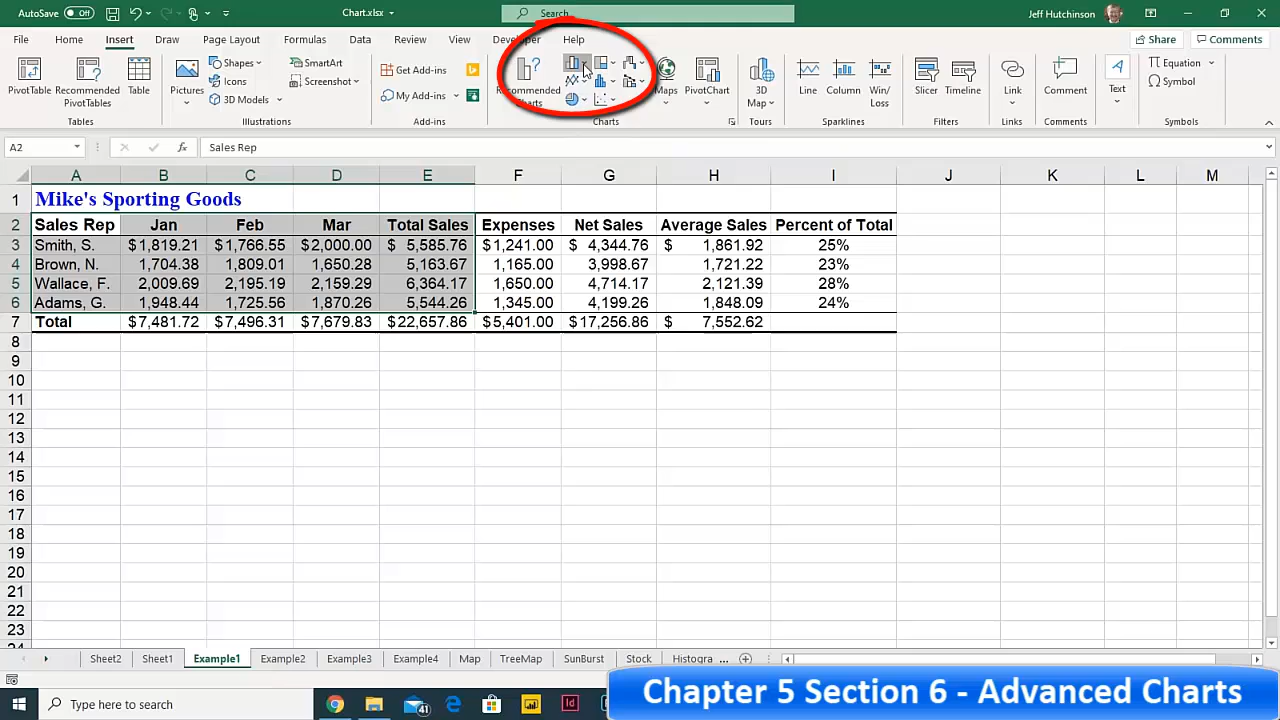 AutoSave Off Chart.xlsx Search Jeff Hutchinson
File Home Insert Draw Page Layout Formulas Data Review View Developer Help Share Comments
PivotTable Recommended PivotTables Table Pictures Shapes Icons 3D Models SmartArt Screenshot Get Add-ins My Add-ins Recommended Charts Maps PivotChart 3D Map Line Column Win/Loss Slicer Timeline Link Comment Text Equation Symbol
Tables Illustrations Add-ins Charts Tours Sparklines Filters Links Comments Symbols
A2 fx Sales Rep
A B C D E F G H I J K L M
1 Mike's Sporting Goods
2 Sales Rep Jan Feb Mar Total Sales Expenses Net Sales Average Sales Percent of Total
3 Smith, S. $1,819.21 $1,766.55 $2,000.00 $ 5,585.76 $1,241.00 $ 4,344.76 $ 1,861.92 25%
4 Brown, N. 1,704.38 1,809.01 1,650.28 5,163.67 1,165.00 3,998.67 1,721.22 23%
5 Wallace, F. 2,009.69 2,195.19 2,159.29 6,364.17 1,650.00 4,714.17 2,121.39 28%
6 Adams, G. 1,948.44 1,725.56 1,870.26 5,544.26 1,345.00 4,199.26 1,848.09 24%
7 Total $7,481.72 $7,496.31 $7,679.83 $22,657.86 $5,401.00 $17,256.86 $ 7,552.62
8
9
10
11
12
13
14
15
16
17
18
19
20
21
22
23
24
Sheet2 Sheet1 Example1 Example2 Example3 Example4 Map TreeMap SunBurst Stock Histogra ...
Type here to search 41 Id
Chapter 5 Section 6 - Advanced Charts